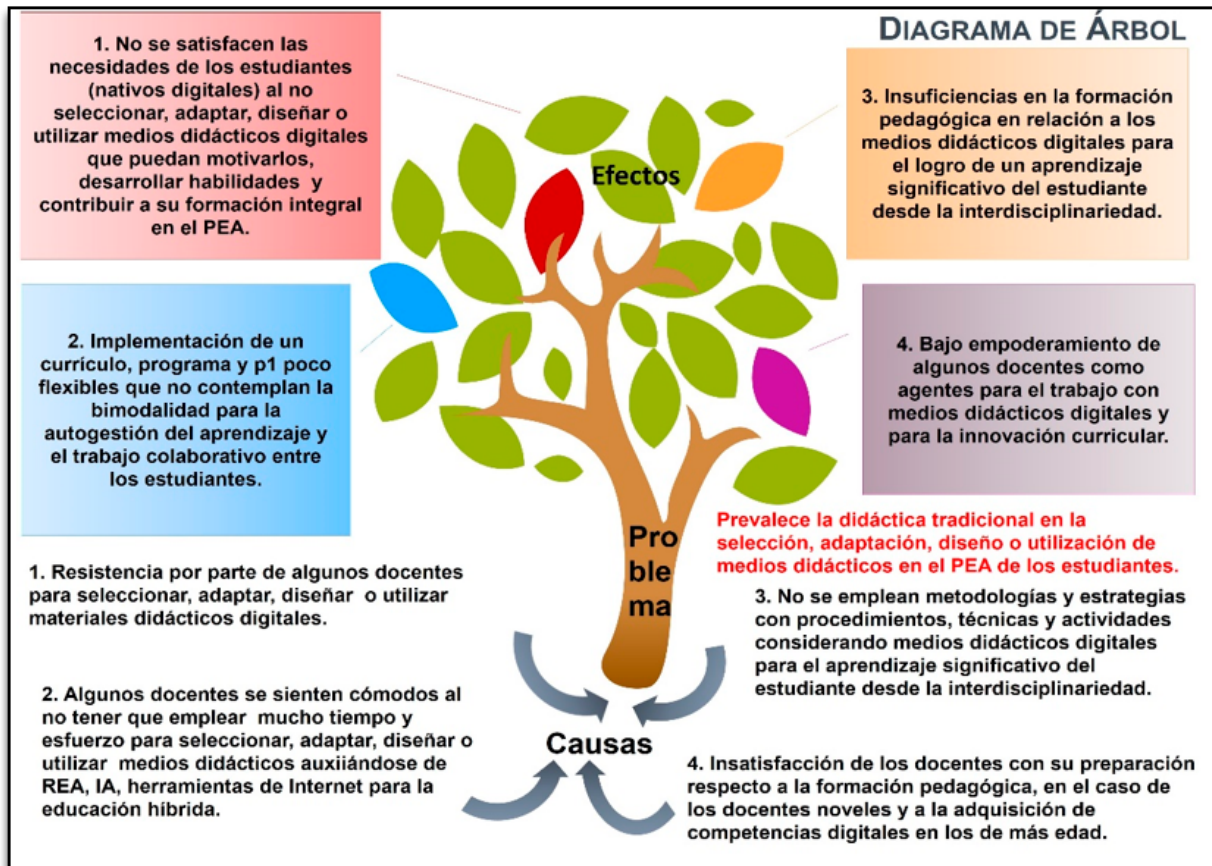 DIAGRAMA DE ÁRBOL
1. No se satisfacen las
necesidades de los estudiantes
(nativos digitales) al no
seleccionar, adaptar, diseñar o
utilizar medios didácticos digitales
que puedan motivarlos,
desarrollar habilidades y
contribuir a su formación integral
en el PEA.
3. Insuficiencias en la formación
pedagógica en relación a los
medios didácticos digitales para
el logro de un aprendizaje
significativo del estudiante
desde la interdisciplinariedad.
Efectos
2. Implementación de un
currículo, programa y p1 poco
flexibles que no contemplan la
bimodalidad para la
autogestión del aprendizaje y
el trabajo colaborativo entre
los estudiantes.
4. Bajo empoderamiento de
algunos docentes como
agentes para el trabajo con
medios didácticos digitales y
para la innovación curricular.
Pro
ble
ma
Prevalece la didáctica tradicional en la
selección, adaptación, diseño o utilización de
medios didácticos en el PEA de los estudiantes.
1. Resistencia por parte de algunos docentes
para seleccionar, adaptar, diseñar o utilizar
materiales didácticos digitales.
3. No se emplean metodologías y estrategias
con procedimientos, técnicas y actividades
considerando medios didácticos digitales
para el aprendizaje significativo del
estudiante desde la interdisciplinariedad.
2. Algunos docentes se sienten cómodos al
no tener que emplear mucho tiempo y
esfuerzo para seleccionar, adaptar, diseñar o
utilizar medios didácticos auxiiándose de
REA, IA, herramientas de Internet para la
educación híbrida.
Causas
4. Insatisfacción de los docentes con su preparación
respecto a la formación pedagógica, en el caso de
los docentes noveles y a la adquisición de
competencias digitales en los de más edad.